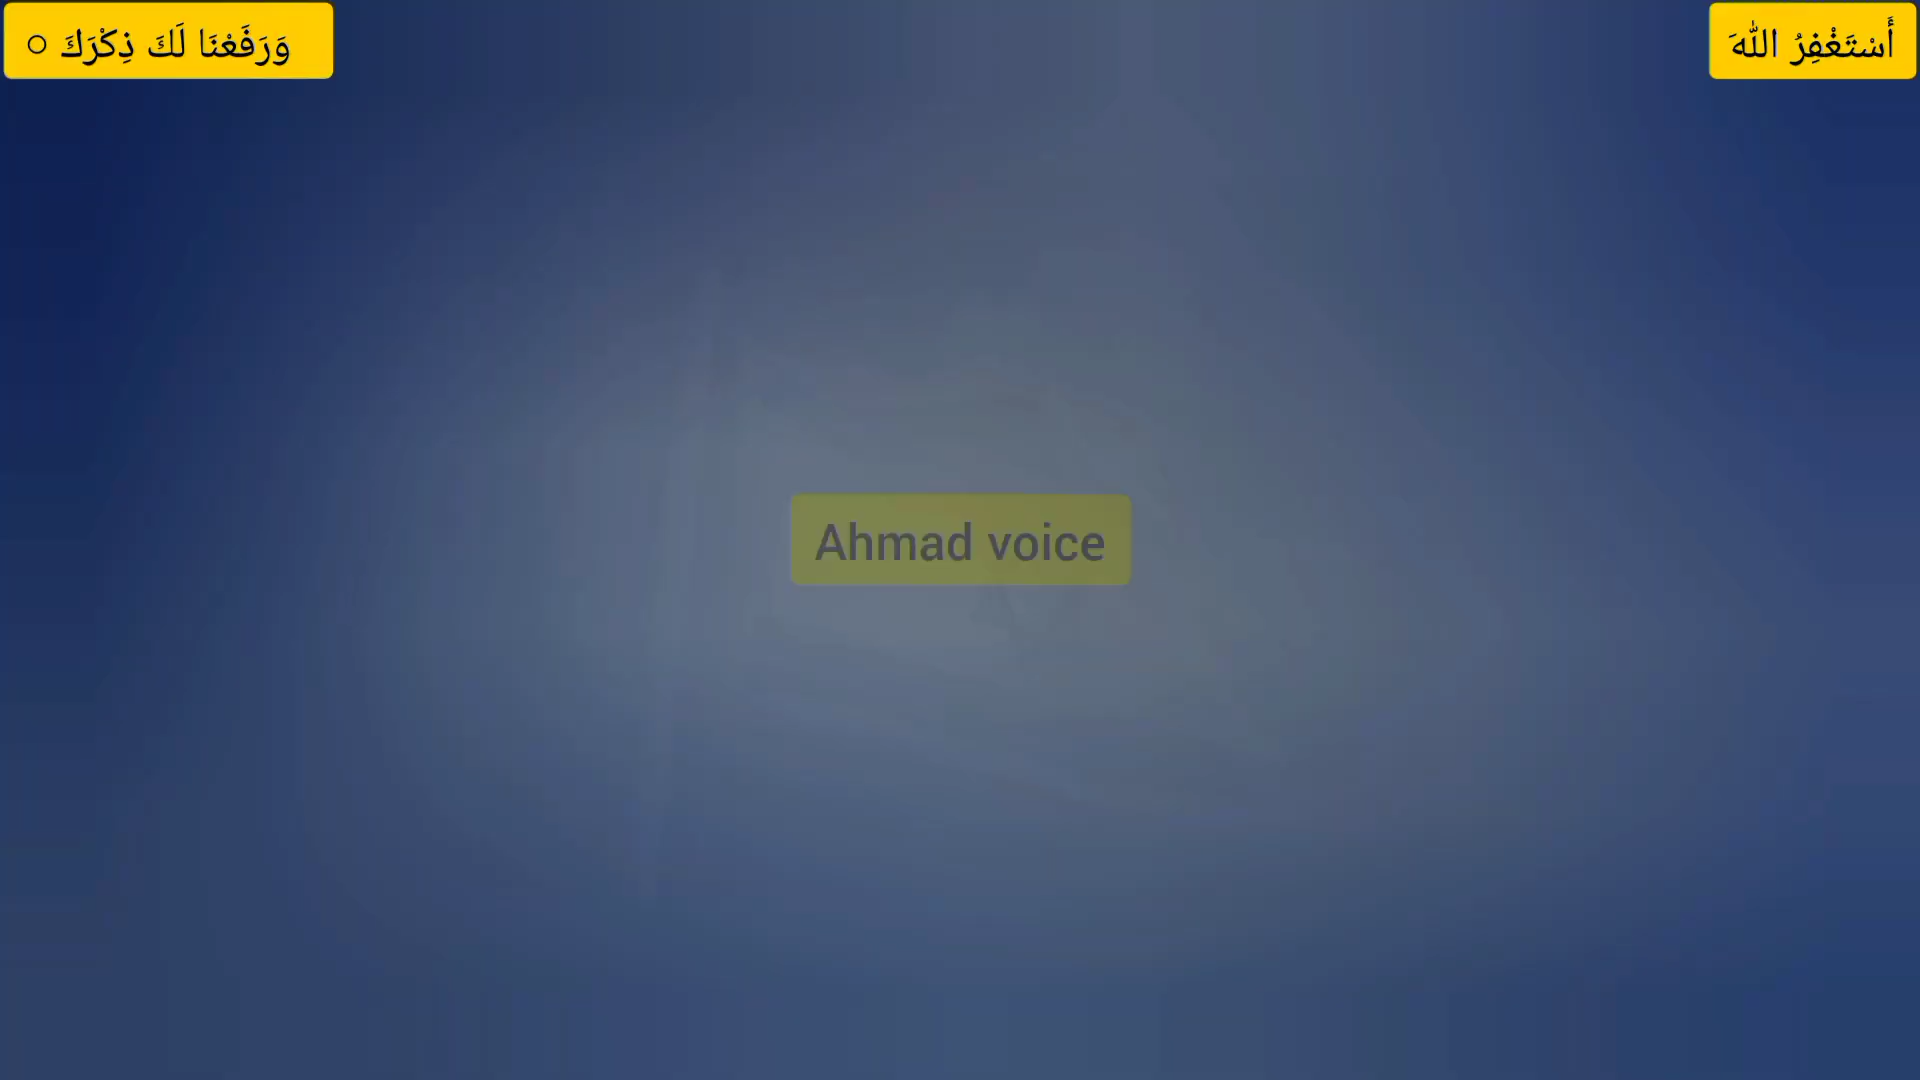 وَرَفَعْنَا لَكَ ذِكْرَكَ ○
أَسْتَغْفِرُ اللّٰهَ
Ahmad voice